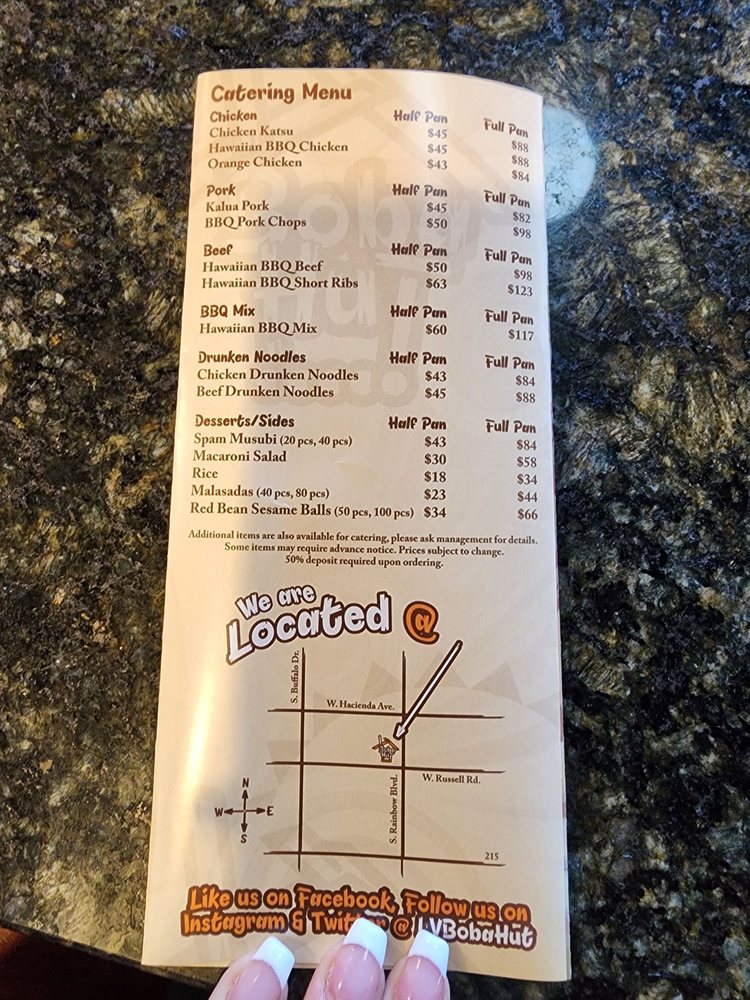 Catering Menu
Chicken Half Pan Full Pan
Chicken Katsu $45 $88
Hawaiian BBQ Chicken $45 $88
Orange Chicken $43 $84
Pork Half Pan Full Pan
Kalua Pork $45 $82
BBQ Pork Chops $50 $98
Beef Half Pan Full Pan
Hawaiian BBQ Beef $50 $98
Hawaiian BBQ Short Ribs $63 $123
BBQ Mix Half Pan Full Pan
Hawaiian BBQ Mix $60 $117
Drunken Noodles Half Pan Full Pan
Chicken Drunken Noodles $43 $84
Beef Drunken Noodles $45 $88
Desserts/Sides Half Pan Full Pan
Spam Musubi (20 pcs, 40 pcs) $43 $84
Macaroni Salad $30 $58
Rice $18 $34
Malasadas (40 pcs, 80 pcs) $23 $44
Red Bean Sesame Balls (50 pcs, 100 pcs) $34 $66
Additional items are also available for catering, please ask management for details.
Some items may require advance notice. Prices subject to change.
50% deposit required upon ordering.
We are
Located @
S. Buffalo Dr.
W. Hacienda Ave.
W. Russell Rd.
S. Rainbow Blvd.
N
W E
S
215
Like us on Facebook, Follow us on
Instagram & Twitter @ LVBobaHut